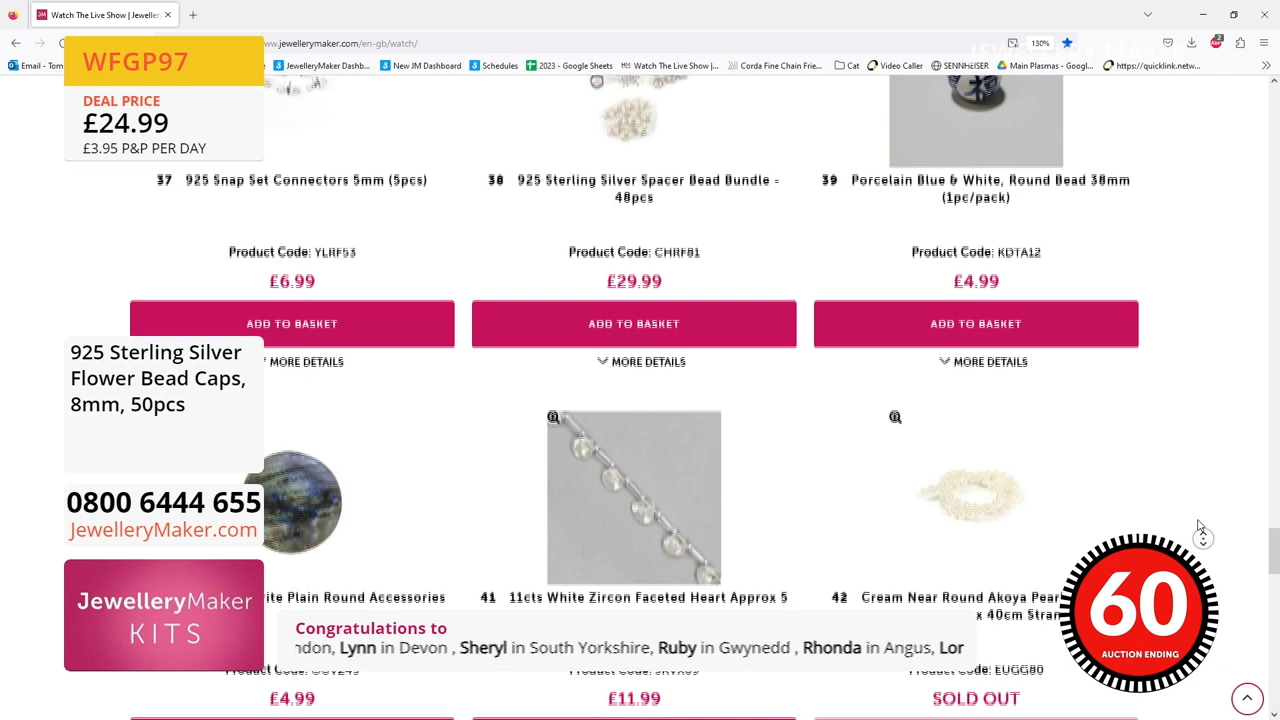 Watch The Live Show | Jeweller
ww.jewellerymaker.com/en-gb/watch/
130%
2
Email - Tom
JewelleryMaker Dashb...
New JM Dashboard
Schedules
2023 - Google Sheets
Watch The Live Show |...
Corda Fine Chain Frie...
Cat
Video Caller
SENNHEISER
Main Plasmas - Googl...
https://quicklink.netw...
WFGP97
DEAL PRICE
£24.99
£3.95 P&P PER DAY
37 925 Snap Set Connectors 5mm (5pcs)
38 925 Sterling Silver Spacer Bead Bundle -
48pcs
39 Porcelain Blue & White, Round Bead 38mm
(1pc/pack)
Product Code: YLRF53
Product Code: CHRF81
Product Code: KDTA12
£6.99
£29.99
£4.99
ADD TO BASKET
ADD TO BASKET
ADD TO BASKET
MORE DETAILS
MORE DETAILS
MORE DETAILS
925 Sterling Silver
Flower Bead Caps,
8mm, 50pcs
0800 6444 655
JewelleryMaker.com
JewelleryMaker
KITS
ite Plain Round Accessories
41 11cts White Zircon Faceted Heart Approx 5
42 Cream Near Round Akoya Pear
x 40cm Stran
60
AUCTION ENDING
Congratulations to
ndon, Lynn in Devon , Sheryl in South Yorkshire, Ruby in Gwynedd , Rhonda in Angus, Lor
EUGG80
£4.99
£11.99
SOLD OUT